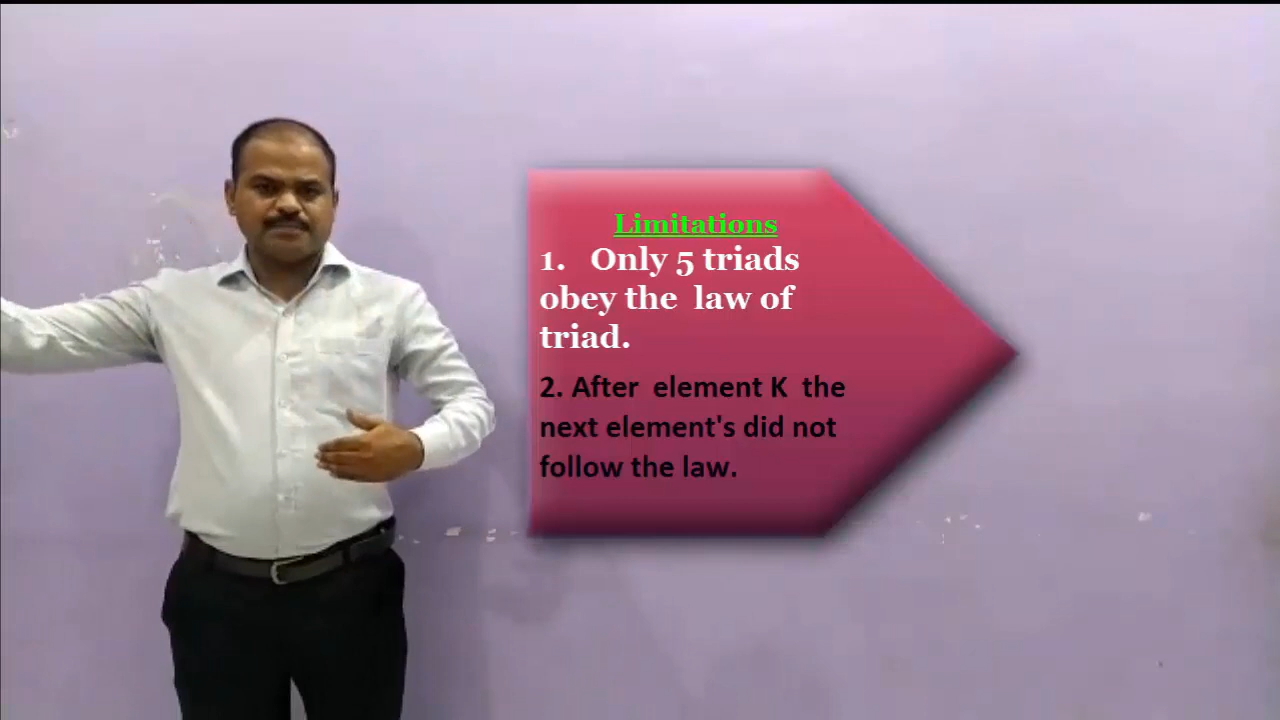 Limitations
1. Only 5 triads
obey the law of
triad.
2. After element K the
next element's did not
follow the law.